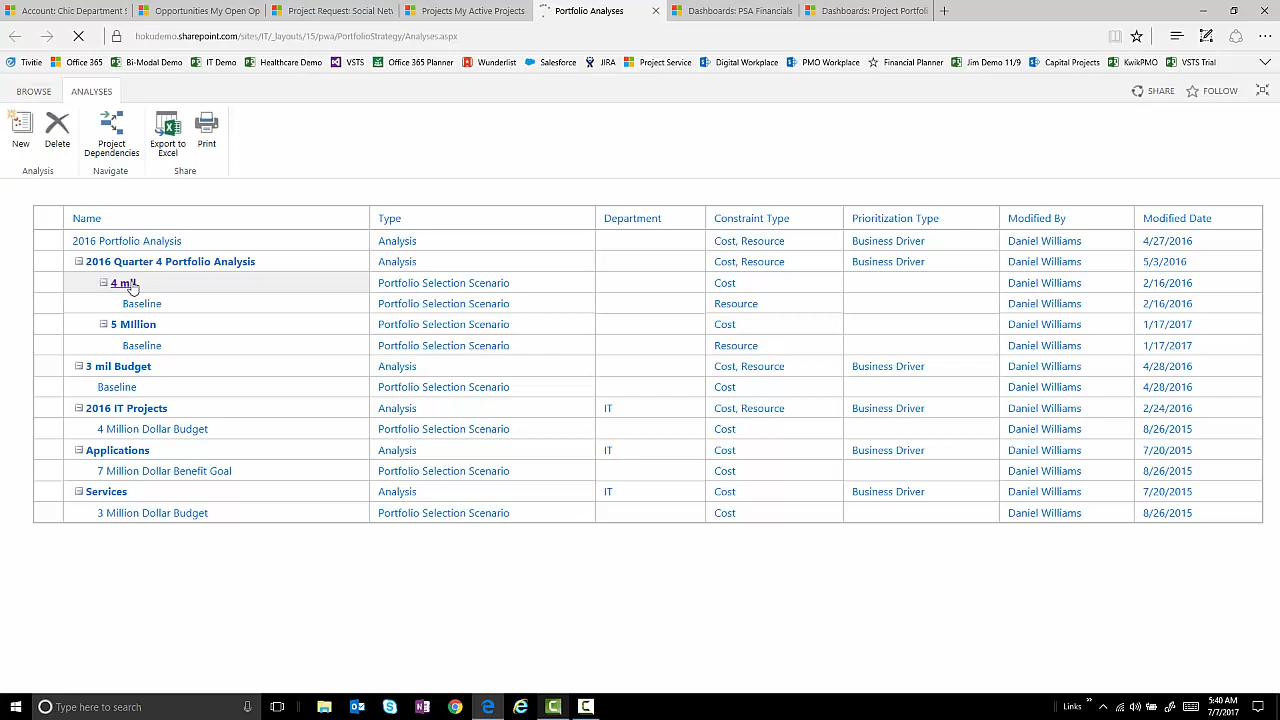 Account: Chic Department S
Opportunities My Open Op
Project Request: Social Netw
Projects My Active Projects
Portfolio Analyses
Dashboards: PSA Financials
Dashboards: Project Portfoli
hokudemo.sharepoint.com/sites/IT/_layouts/15/pwa/PortfolioStrategy/Analyses.aspx
Tivitie Office 365 Bi-Modal Demo IT Demo Healthcare Demo VSTS Office 365 Planner Wunderlist Salesforce JIRA Project Service Digital Workplace PMO Workplace Financial Planner Jim Demo 11/9 Capital Projects KwikPMO VSTS Trial
BROWSE ANALYSES SHARE FOLLOW
New Delete Project Dependencies Export to Excel Print
Analysis Navigate Share
Name Type Department Constraint Type Prioritization Type Modified By Modified Date
2016 Portfolio Analysis Analysis Cost, Resource Business Driver Daniel Williams 4/27/2016
2016 Quarter 4 Portfolio Analysis Analysis Cost, Resource Business Driver Daniel Williams 5/3/2016
4 mil Portfolio Selection Scenario Cost Daniel Williams 2/16/2016
Baseline Portfolio Selection Scenario Resource Daniel Williams 2/16/2016
5 MIllion Portfolio Selection Scenario Cost Daniel Williams 1/17/2017
Baseline Portfolio Selection Scenario Resource Daniel Williams 1/17/2017
3 mil Budget Analysis Cost, Resource Business Driver Daniel Williams 4/28/2016
Baseline Portfolio Selection Scenario Cost Daniel Williams 4/28/2016
2016 IT Projects Analysis IT Cost, Resource Business Driver Daniel Williams 2/24/2016
4 Million Dollar Budget Portfolio Selection Scenario Cost Daniel Williams 8/26/2015
Applications Analysis IT Cost Business Driver Daniel Williams 7/20/2015
7 Million Dollar Benefit Goal Portfolio Selection Scenario Cost Daniel Williams 8/26/2015
Services Analysis IT Cost Business Driver Daniel Williams 7/20/2015
3 Million Dollar Budget Portfolio Selection Scenario Cost Daniel Williams 8/26/2015
Type here to search Links 5:40 AM
7/7/2017